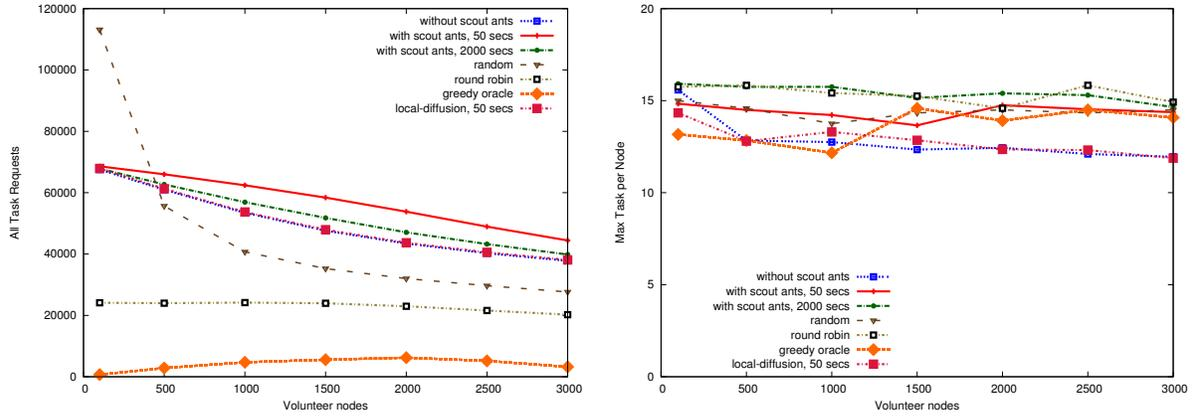 120000
100000
80000
60000
40000
20000
0
0
500
1000
1500
2000
2500
3000
All Task Requests
Volunteer nodes
without scout ants
with scout ants, 50 secs
with scout ants, 2000 secs
random
round robin
greedy oracle
local-diffusion, 50 secs
20
15
10
5
0
0
500
1000
1500
2000
2500
3000
Max Task per Node
Volunteer nodes
without scout ants
with scout ants, 50 secs
with scout ants, 2000 secs
random
round robin
greedy oracle
local-diffusion, 50 secs